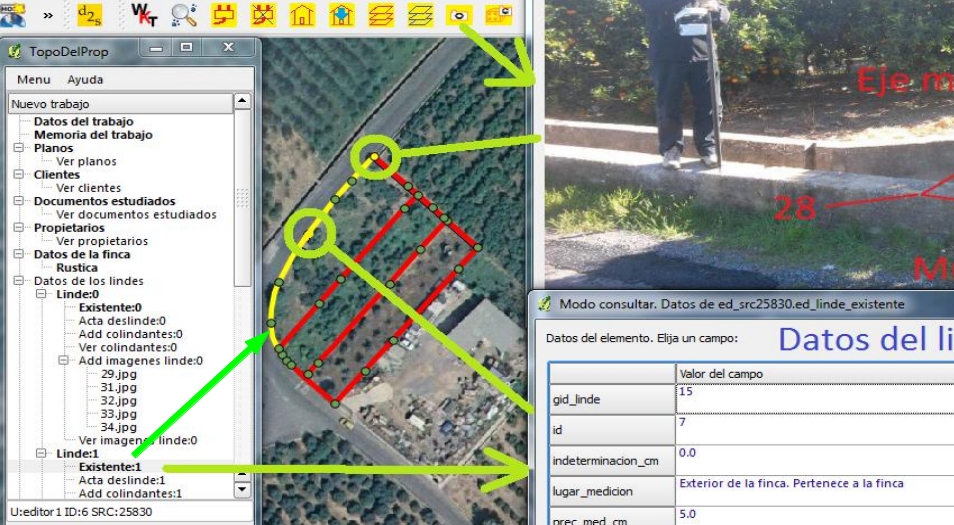 HOST
»
d2s
WKT
TopoDelProp
Menu Ayuda
Nuevo trabajo
Datos del trabajo
Memoria del trabajo
Planos
Ver planos
Clientes
Ver clientes
Documentos estudiados
Ver documentos estudiados
Propietarios
Ver propietarios
Datos de la finca
Rustica
Datos de los lindes
Linde:0
Existente:0
Acta deslinde:0
Add colindantes:0
Ver colindantes:0
Add imagenes linde:0
29.jpg
31.jpg
32.jpg
33.jpg
34.jpg
Ver imagenes linde:0
Linde:1
Existente:1
Acta deslinde:1
Add colindantes:1
U:editor1 ID:6 SRC:25830
Eje m
28
M
Modo consultar. Datos de ed_src25830.ed_linde_existente
Datos del elemento. Elija un campo:
Datos del li
Valor del campo
gid_linde 15
id 7
indeterminacion_cm 0.0
lugar_medicion Exterior de la finca. Pertenece a la finca
prec_med_cm 5.0